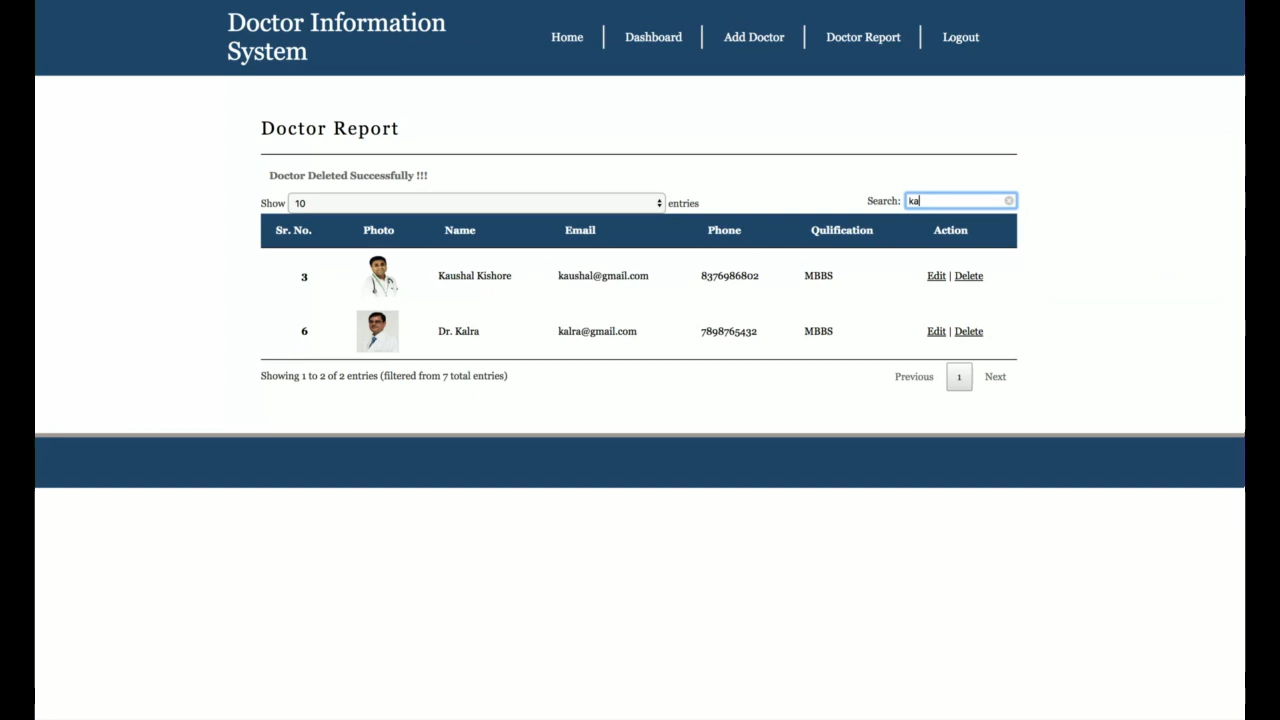 Doctor Information
System
Home
Dashboard
Add Doctor
Doctor Report
Logout
Doctor Report
Doctor Deleted Successfully !!!
Show 10 entries
Search: ka
Sr. No. Photo Name Email Phone Qulification Action
3 Kaushal Kishore kaushal@gmail.com 8376986802 MBBS Edit | Delete
6 Dr. Kalra kalra@gmail.com 7898765432 MBBS Edit | Delete
Showing 1 to 2 of 2 entries (filtered from 7 total entries)
Previous 1 Next